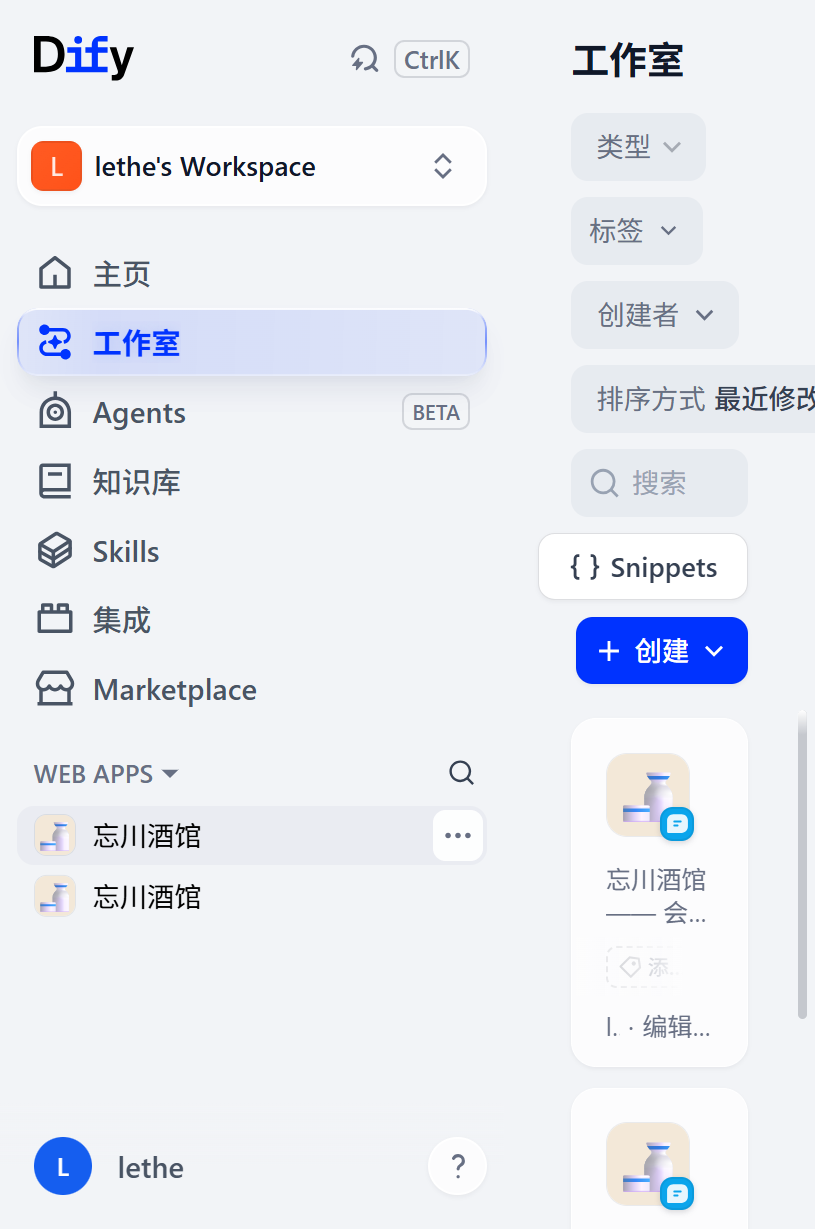 Dify
CtrlK
L
lethe's Workspace
主页
工作室
Agents
BETA
知识库
Skills
集成
Marketplace
WEB APPS
忘川酒馆
忘川酒馆
L
lethe
?
工作室
类型
标签
创建者
排序方式 最近修改
搜索
{ } Snippets
+ 创建
忘川酒馆
—— 会...
添...
l. · 编辑...